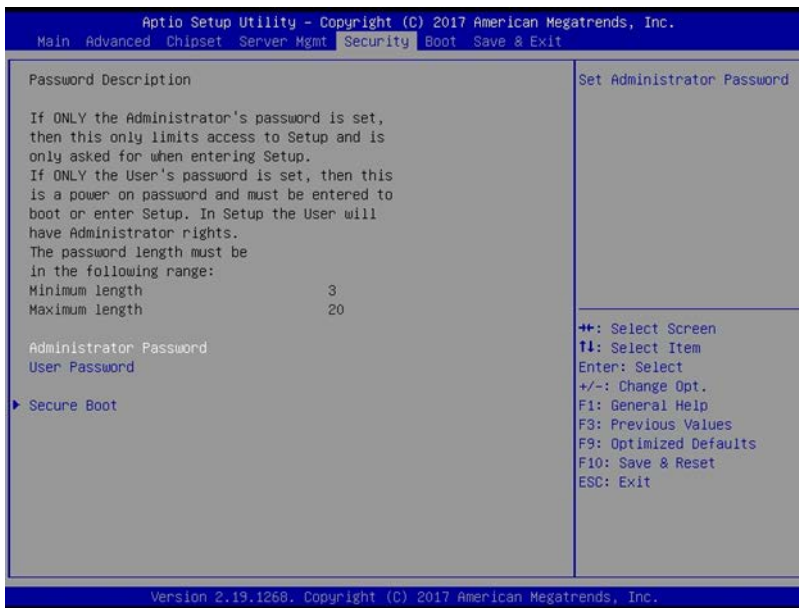 Aptio Setup Utility – Copyright (C) 2017 American Megatrends, Inc.
Main Advanced Chipset Server Mgmt Security Boot Save & Exit
Password Description
If ONLY the Administrator's password is set,
then this only limits access to Setup and is
only asked for when entering Setup.
If ONLY the User's password is set, then this
is a power on password and must be entered to
boot or enter Setup. In Setup the User will
have Administrator rights.
The password length must be
in the following range:
Minimum length 3
Maximum length 20
Administrator Password
User Password
Secure Boot
Set Administrator Password
→←: Select Screen
↑↓: Select Item
Enter: Select
+/-: Change Opt.
F1: General Help
F3: Previous Values
F9: Optimized Defaults
F10: Save & Reset
ESC: Exit
Version 2.19.1268. Copyright (C) 2017 American Megatrends, Inc.